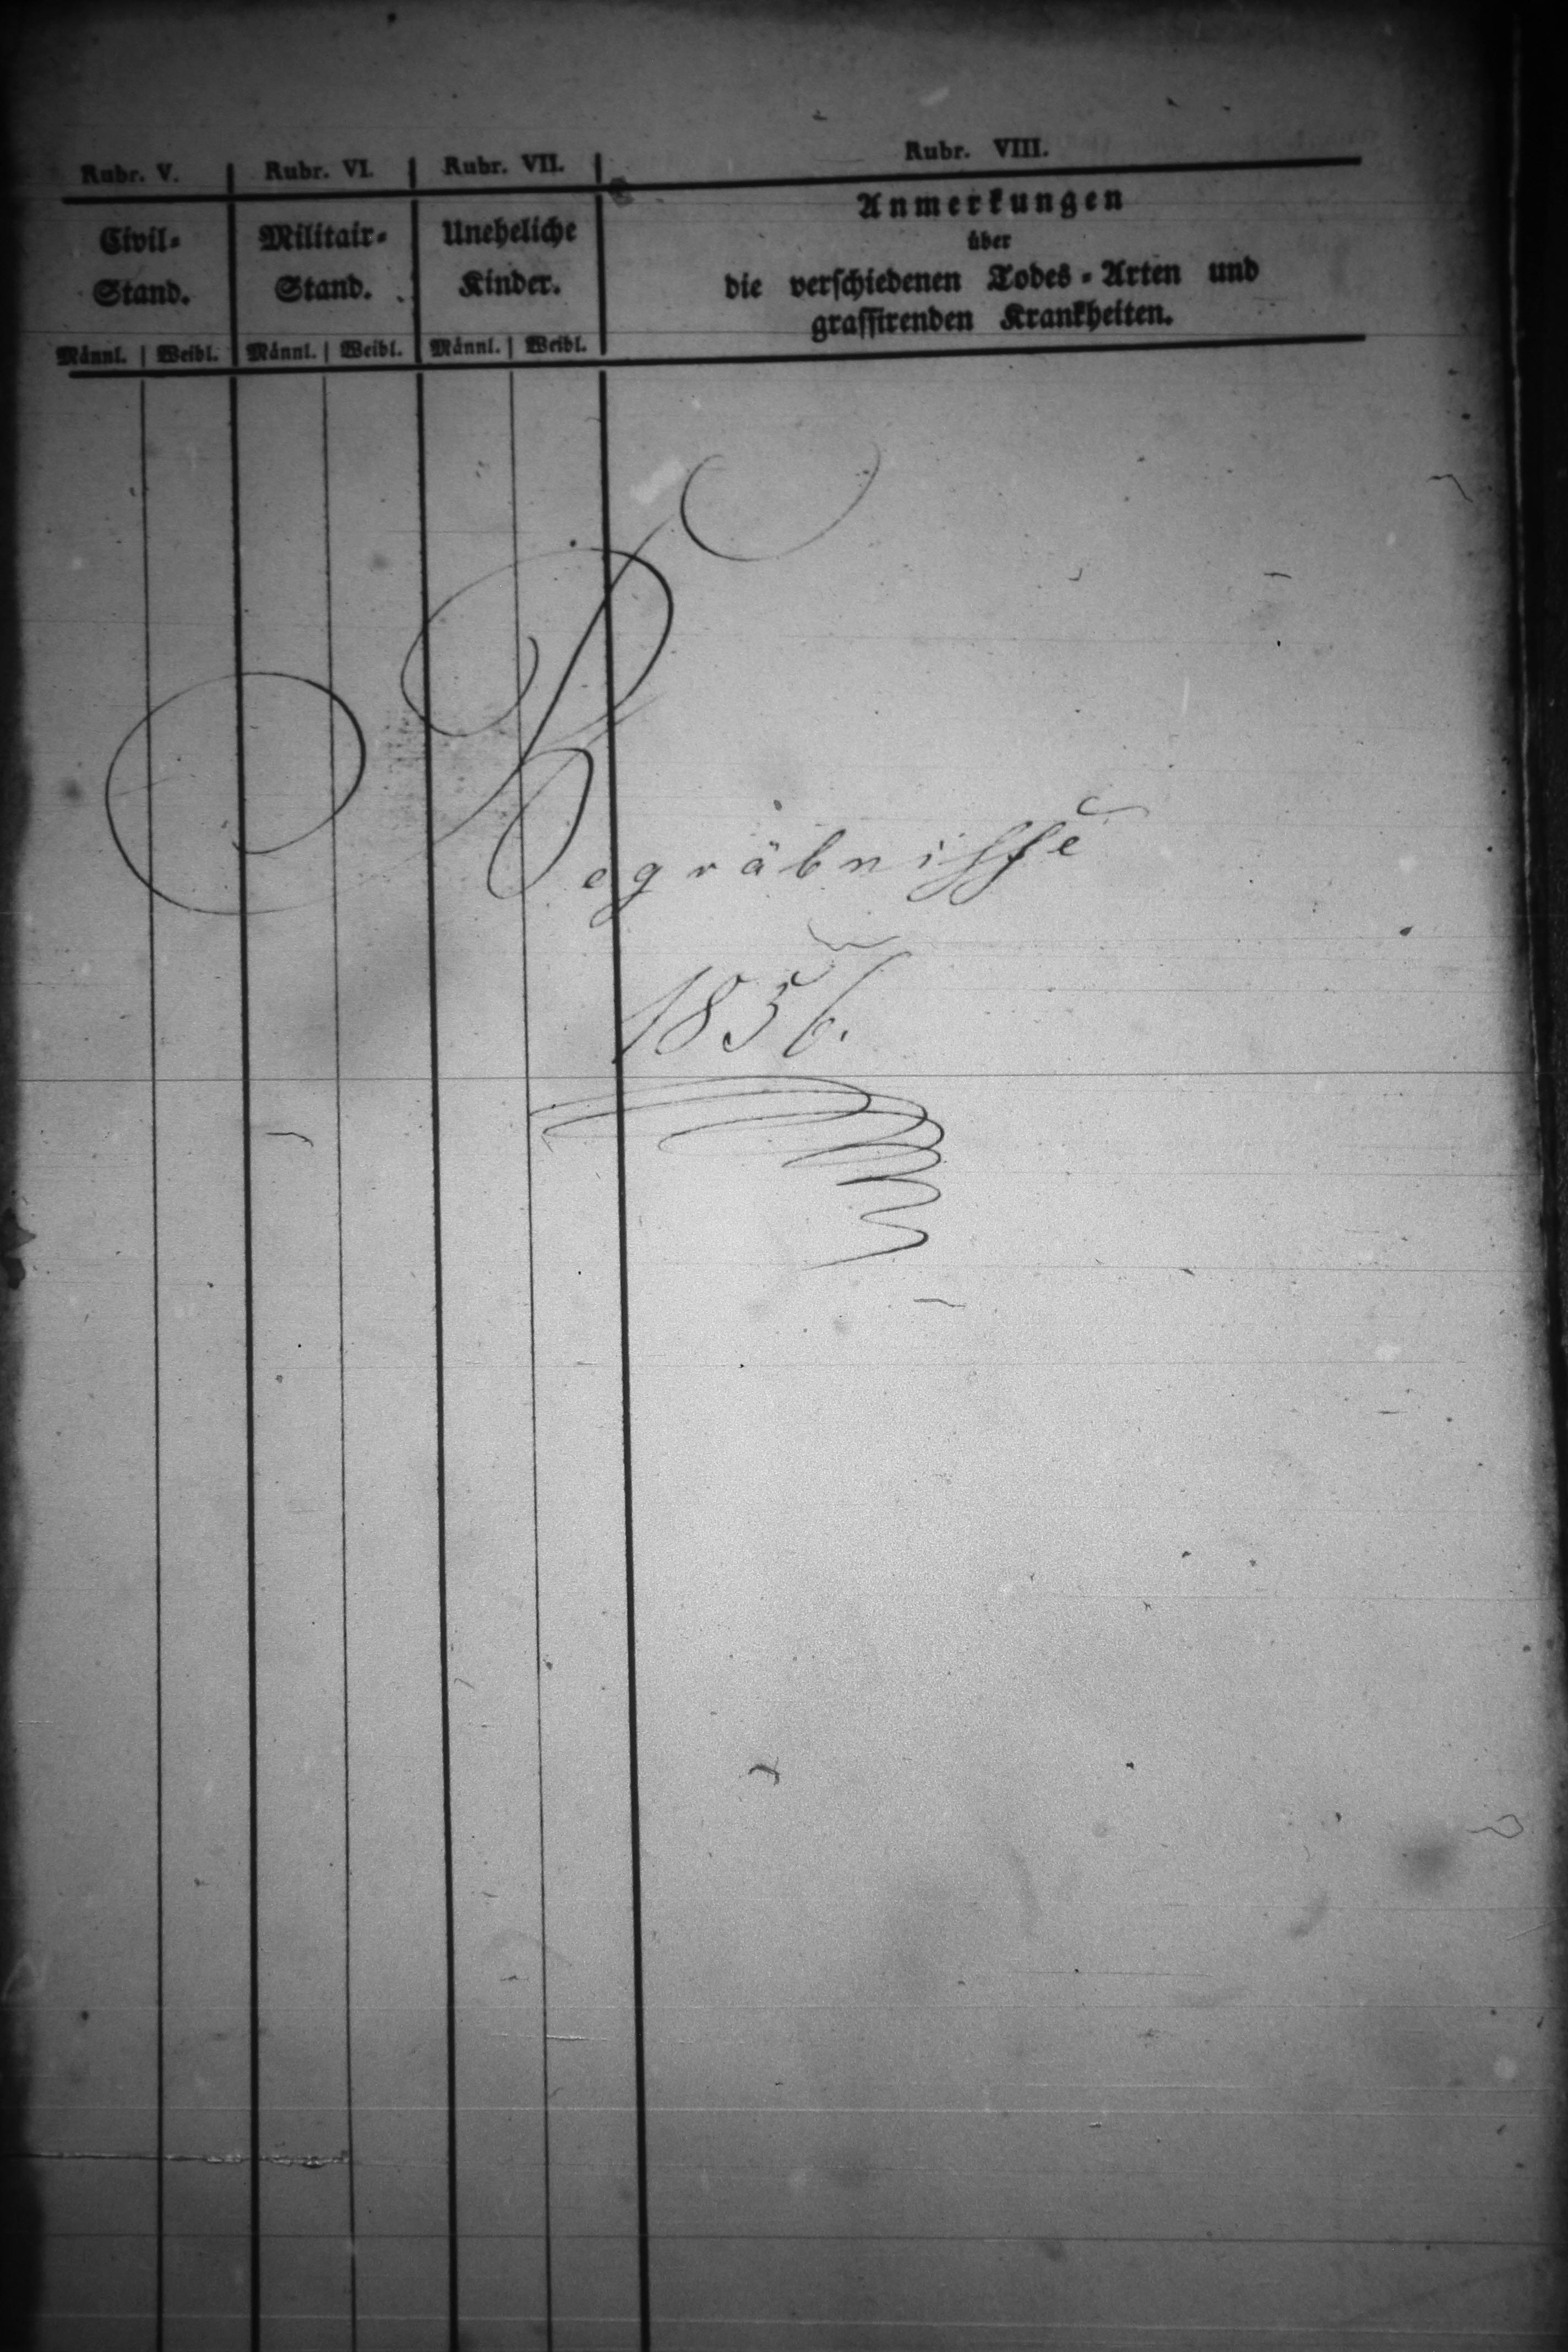 Rubr. V. Rubr. VI. Rubr. VII. Rubr. VIII.
Civil-
Stand.
Militair-
Stand.
Uneheliche
Kinder.
Anmerkungen
über
die verschiedenen Todes-Arten und
grassirenden Krankheiten.
Männl. Weibl. Männl. Weibl. Männl. Weibl.
Begräbnisse
1856.